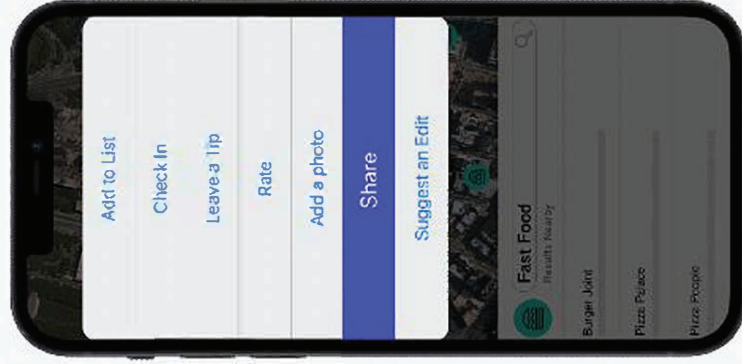 Add to List
Check In
Leave a Tip
Rate
Add a photo
Share
Suggest an Edit
Fast Food
Results Nearby
Burger Joint
Pizza Palace
Pizza People